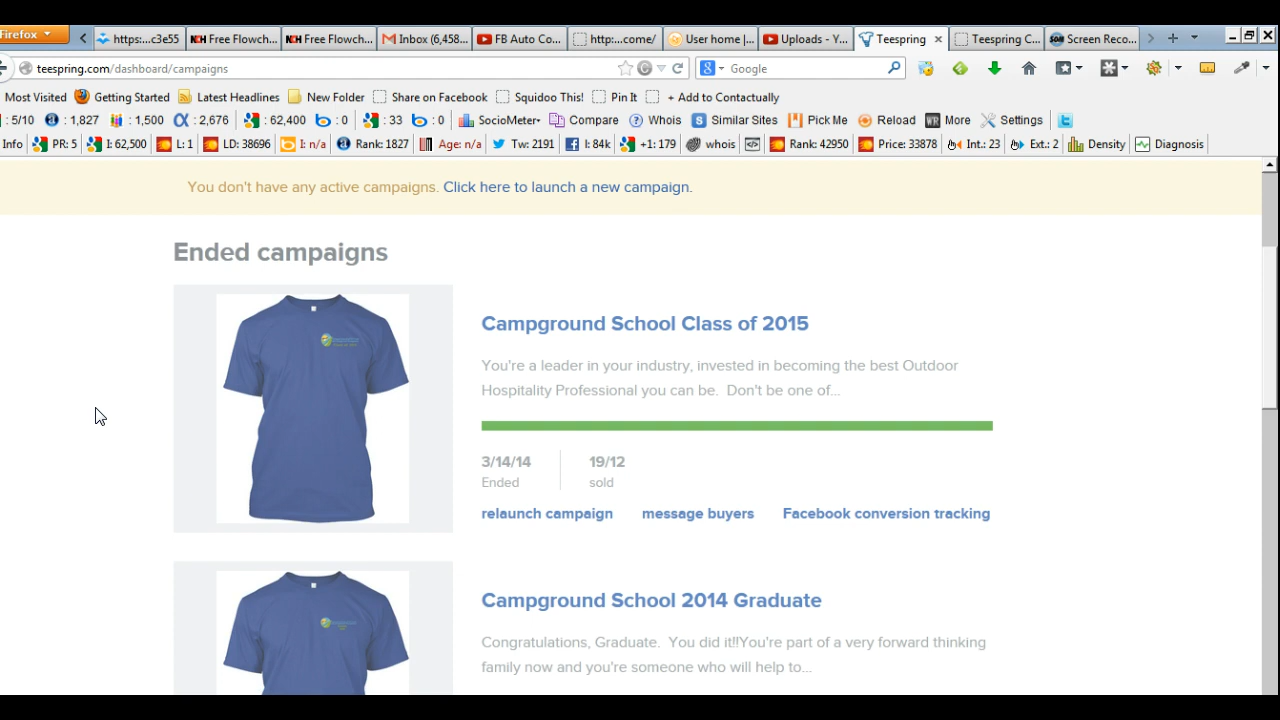 Firefox
https:...c3e55
Free Flowch...
Free Flowch...
Inbox (6,458...
FB Auto Co...
http:...come/
User home |...
Uploads - Y...
Teespring
Teespring C...
Screen Reco...
teespring.com/dashboard/campaigns
Google
Most Visited
Getting Started
Latest Headlines
New Folder
Share on Facebook
Squidoo This!
Pin It
+ Add to Contactually
: 5/10
: 1,827
: 1,500
: 2,676
: 62,400
: 0
: 33
: 0
SocioMeter
Compare
Whois
Similar Sites
Pick Me
Reload
More
Settings
Info
PR: 5
I: 62,500
L: 1
LD: 38696
I: n/a
Rank: 1827
Age: n/a
Tw: 2191
l: 84k
+1: 179
whois
Rank: 42950
Price: 33878
Int.: 23
Ext.: 2
Density
Diagnosis
You don't have any active campaigns. Click here to launch a new campaign.
Ended campaigns
Campground School Class of 2015
You're a leader in your industry, invested in becoming the best Outdoor
Hospitality Professional you can be. Don't be one of...
3/14/14
19/12
Ended
sold
relaunch campaign
message buyers
Facebook conversion tracking
Campground School 2014 Graduate
Congratulations, Graduate. You did it!!You're part of a very forward thinking
family now and you're someone who will help to...